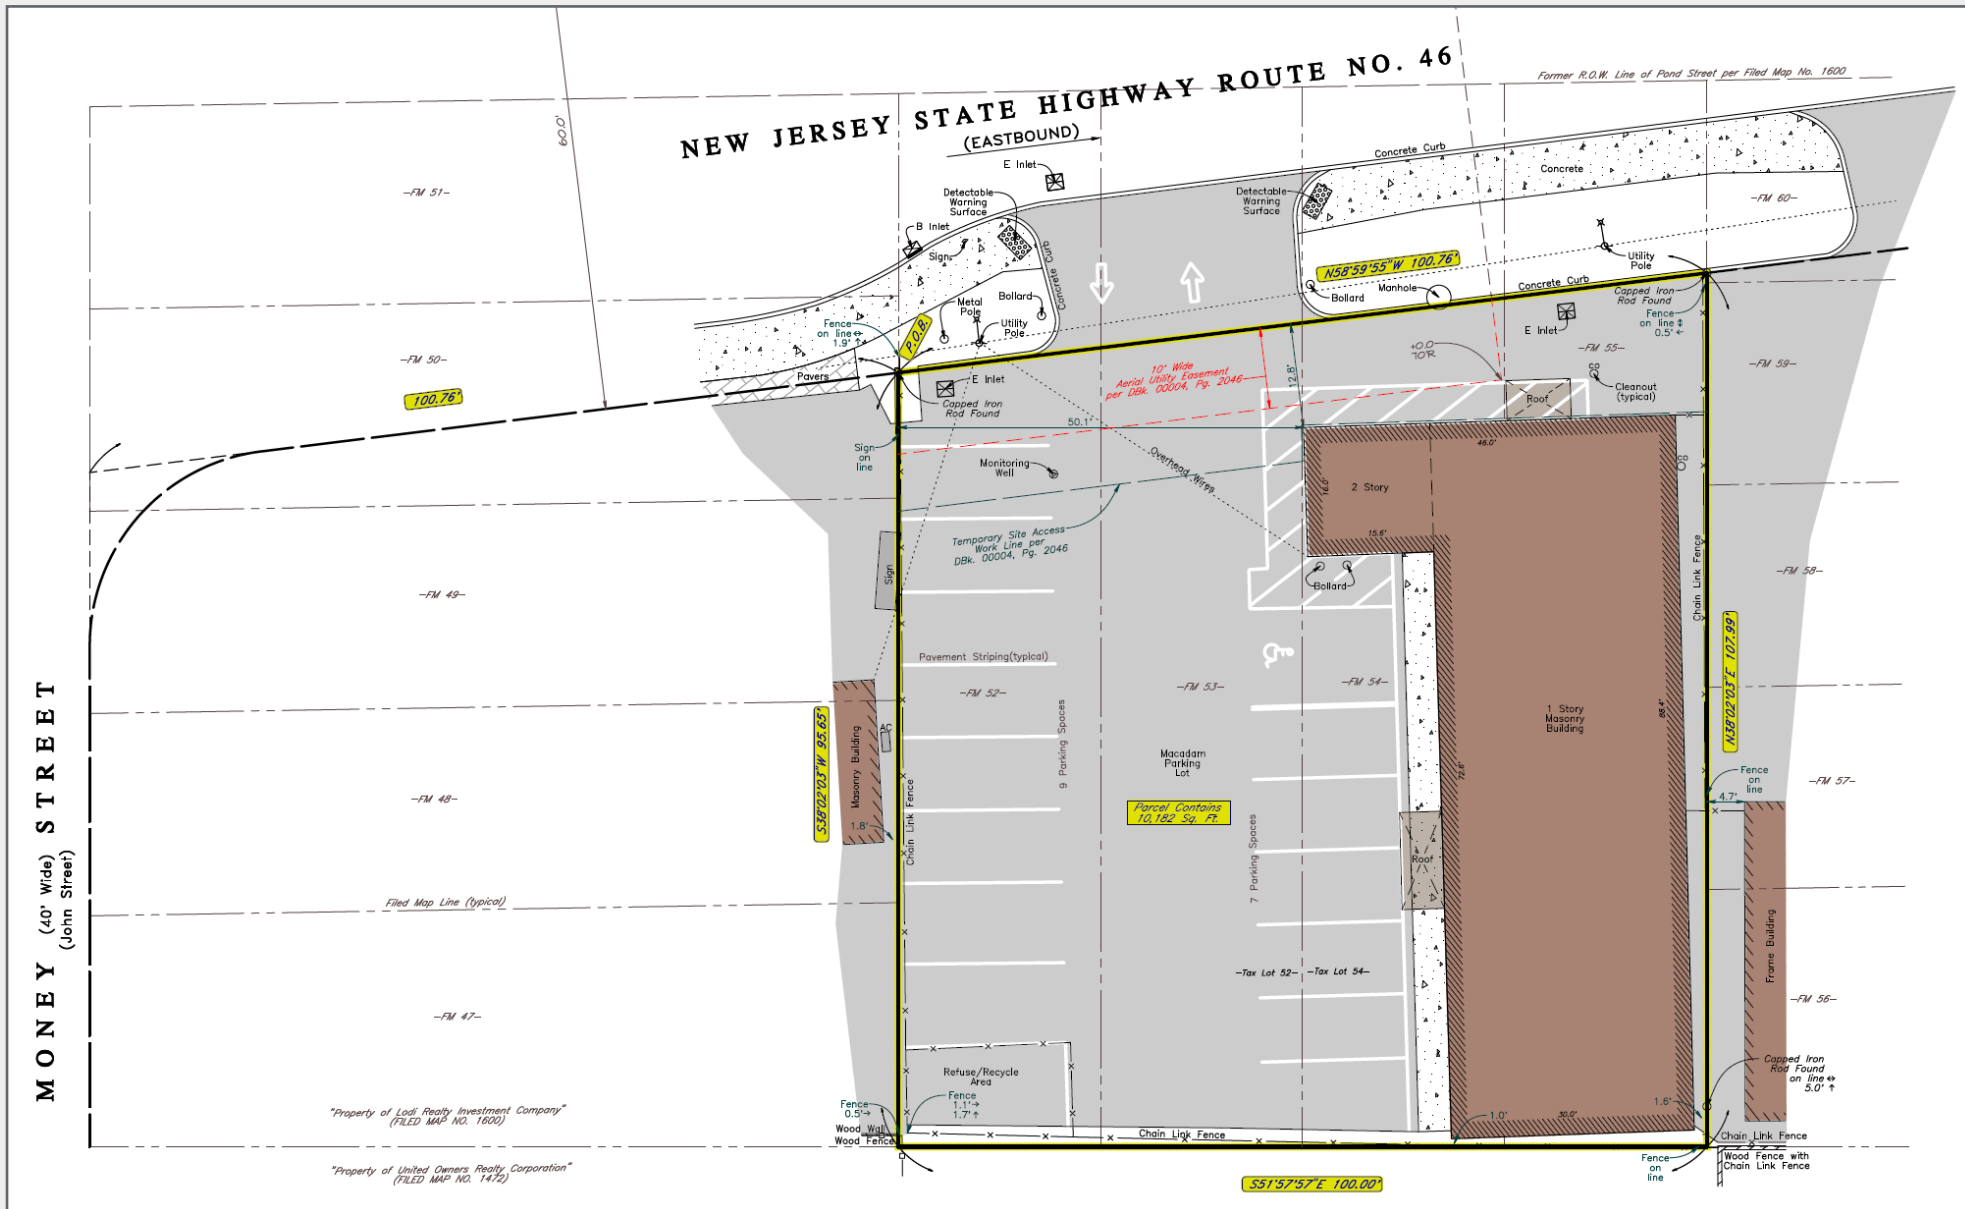 NEW JERSEY STATE HIGHWAY ROUTE NO. 46
(EASTBOUND)
Former R.O.W. Line of Pond Street per Filed Map No. 1600
60.0'
-FM 51-
E Inlet
Detectable
Warning
Surface
B Inlet
Sign
Concrete Curb
Concrete
Detectable
Warning
Surface
-FM 60-
Concrete Curb
N58°59'55"W 100.76'
Utility
Pole
Bollard
Manhole
Concrete Curb
Capped Iron
Rod Found
Fence
on line
0.5'
E Inlet
-FM 55-
-FM 59-
Metal
Pole
Bollard
Utility
Pole
Fence
on line
1.9'
P.O.B.
-FM 50-
100.76'
Pavers
E Inlet
Capped Iron
Rod Found
10' Wide
Aerial Utility Easement
per DBk. 00004, Pg. 2046
12.8'
Roof
Cleanout
(typical)
CO
50.1'
Sign
on
line
Monitoring
Well
Overhead Wires
46.0'
16.0'
2 Story
15.6'
CO
Temporary Site Access
Work Line per
DBk. 00004, Pg. 2046
Sign
-FM 49-
Bollard
Chain Link Fence
-FM 58-
Pavement Striping(typical)
-FM 52-
-FM 53-
-FM 54-
N38°02'03"E 107.99'
S38°02'03"W 95.65'
Masonry Building
AC
1.8'
Chain Link Fence
9 Parking Spaces
Macadam
Parking
Lot
Parcel Contains
10,182 Sq. Ft.
7 Parking Spaces
72.6'
1 Story
Masonry
Building
88.4'
Roof
Fence
on
line
4.7'
-FM 57-
-FM 48-
Filed Map Line (typical)
MONEY (40' Wide) STREET
(John Street)
-Tax Lot 52-
-Tax Lot 54-
Frame Building
-FM 56-
-FM 47-
Refuse/Recycle
Area
Fence
1.1'
1.7'
Fence
0.5'
Wood Wall
Wood Fence
Chain Link Fence
1.0'
30.0'
1.6'
Capped Iron
Rod Found
on line
5.0'
Chain Link Fence
Wood Fence with
Chain Link Fence
Fence
on
line
"Property of Lodi Realty Investment Company"
(FILED MAP NO. 1600)
"Property of United Owners Realty Corporation"
(FILED MAP NO. 1472)
S51°57'57"E 100.00'